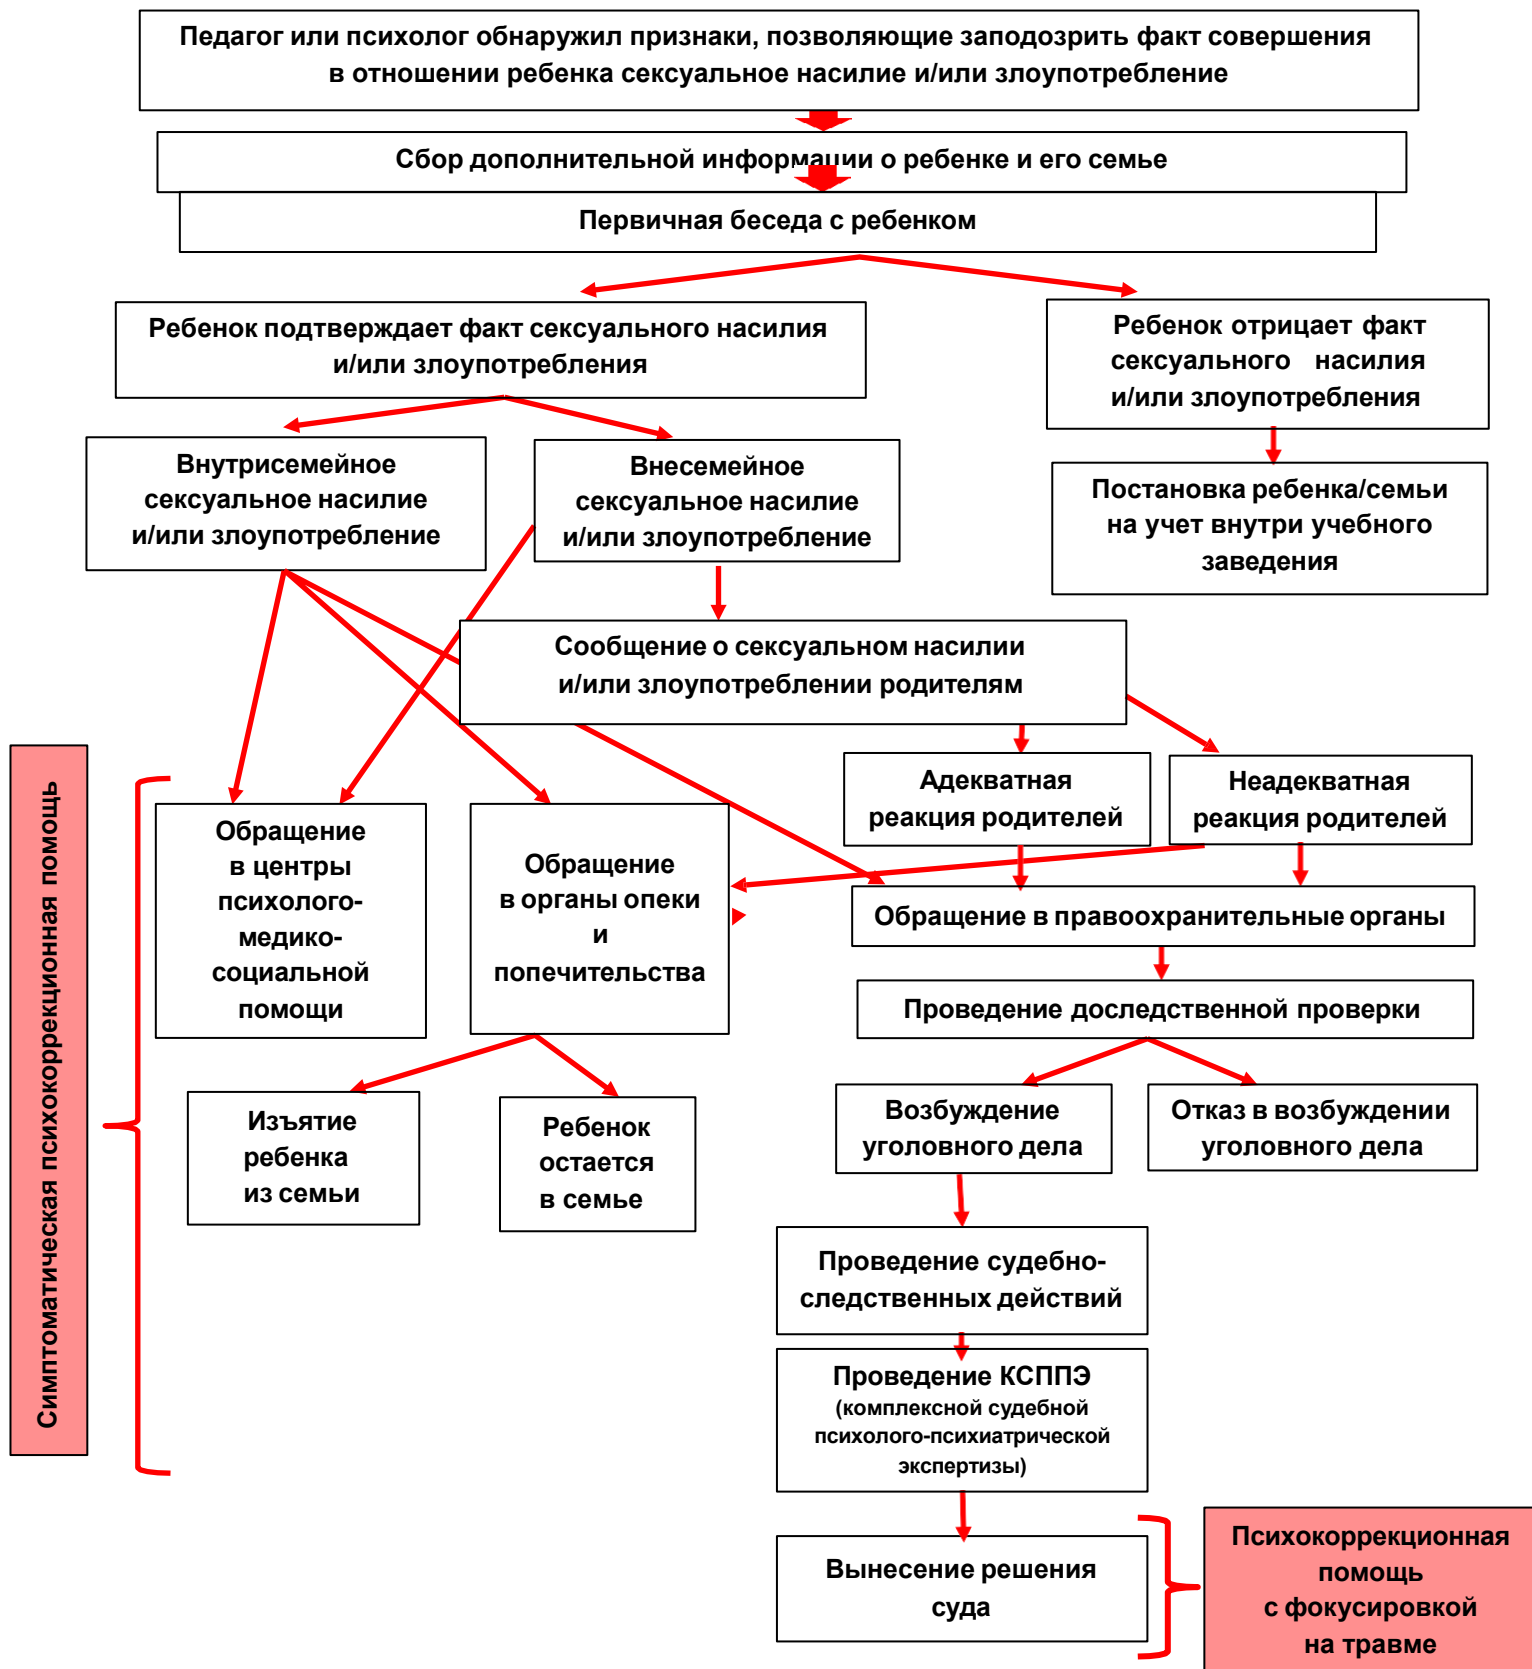 Педагог или психолог обнаружил признаки, позволяющие заподозрить факт совершения
в отношении ребенка сексуальное насилие и/или злоупотребление
Сбор дополнительной информации о ребенке и его семье
Первичная беседа с ребенком
Ребенок подтверждает факт сексуального насилия
и/или злоупотребления
Ребенок отрицает факт
сексуального насилия
и/или злоупотребления
Внутрисемейное
сексуальное насилие
и/или злоупотребление
Внесемейное
сексуальное насилие
и/или злоупотребление
Постановка ребенка/семьи
на учет внутри учебного
заведения
Сообщение о сексуальном насилии
и/или злоупотреблении родителям
Адекватная
реакция родителей
Неадекватная
реакция родителей
Симптоматическая психокоррекционная помощь
Обращение
в центры
психолого-
медико-
социальной
помощи
Обращение
в органы опеки
и
попечительства
Обращение в правоохранительные органы
Проведение доследственной проверки
Изъятие
ребенка
из семьи
Ребенок
остается
в семье
Возбуждение
уголовного дела
Отказ в возбуждении
уголовного дела
Проведение судебно-
следственных действий
Проведение КСППЭ
(комплексной судебной
психолого-психиатрической
экспертизы)
Вынесение решения
суда
Психокоррекционная
помощь
с фокусировкой
на травме